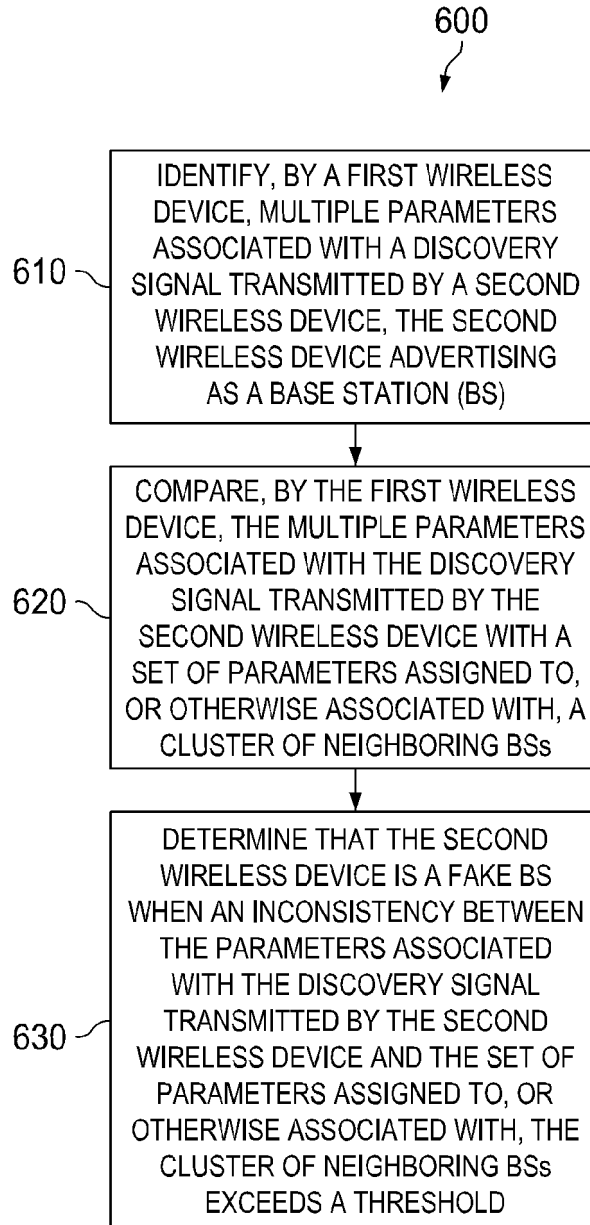 600
610
IDENTIFY, BY A FIRST WIRELESS
DEVICE, MULTIPLE PARAMETERS
ASSOCIATED WITH A DISCOVERY
SIGNAL TRANSMITTED BY A SECOND
WIRELESS DEVICE, THE SECOND
WIRELESS DEVICE ADVERTISING
AS A BASE STATION (BS)
620
COMPARE, BY THE FIRST WIRELESS
DEVICE, THE MULTIPLE PARAMETERS
ASSOCIATED WITH THE DISCOVERY
SIGNAL TRANSMITTED BY THE
SECOND WIRELESS DEVICE WITH A
SET OF PARAMETERS ASSIGNED TO,
OR OTHERWISE ASSOCIATED WITH, A
CLUSTER OF NEIGHBORING BSs
630
DETERMINE THAT THE SECOND
WIRELESS DEVICE IS A FAKE BS
WHEN AN INCONSISTENCY BETWEEN
THE PARAMETERS ASSOCIATED
WITH THE DISCOVERY SIGNAL
TRANSMITTED BY THE SECOND
WIRELESS DEVICE AND THE SET OF
PARAMETERS ASSIGNED TO, OR
OTHERWISE ASSOCIATED WITH, THE
CLUSTER OF NEIGHBORING BSs
EXCEEDS A THRESHOLD